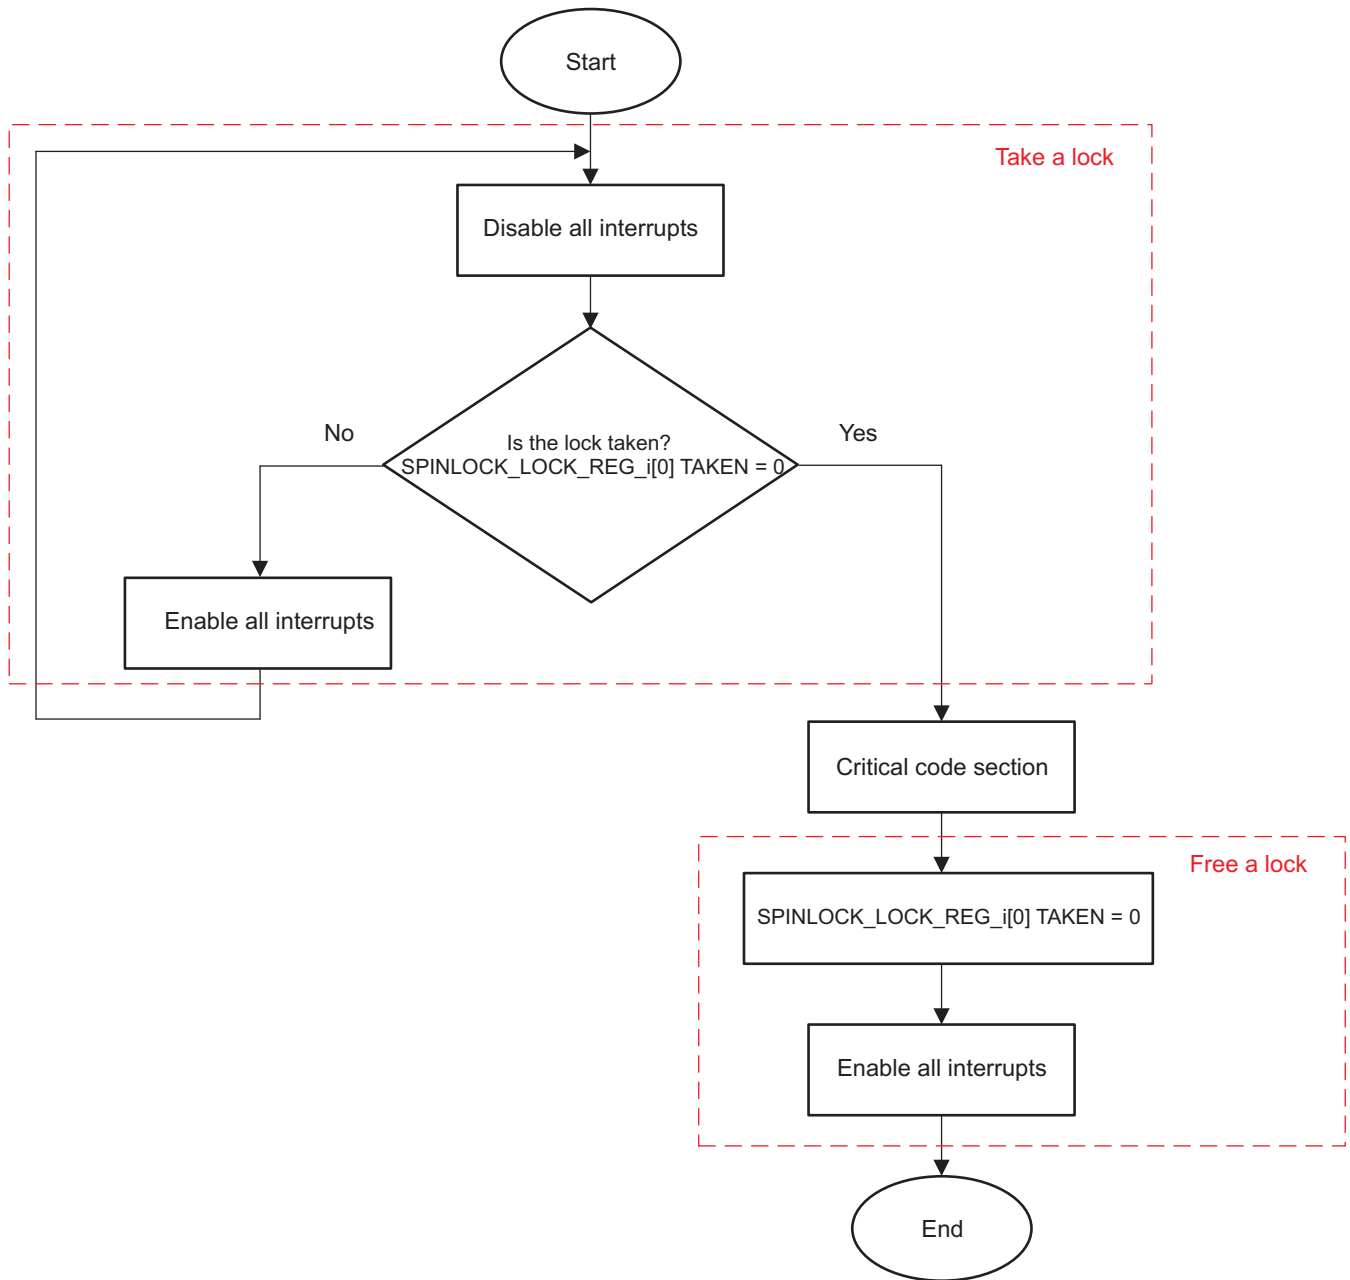 Start
Take a lock
Disable all interrupts
No
Yes
Is the lock taken?
SPINLOCK_LOCK_REG_i[0] TAKEN = 0
Enable all interrupts
Critical code section
Free a lock
SPINLOCK_LOCK_REG_i[0] TAKEN = 0
Enable all interrupts
End